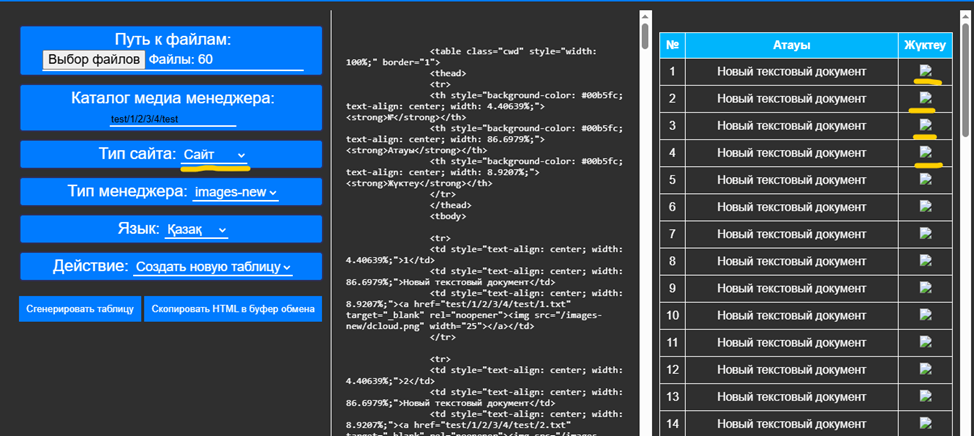 Путь к файлам:
Выбор файлов Файлы: 60
Каталог медиа менеджера:
test/1/2/3/4/test
Тип сайта: Сайт
Тип менеджера: images-new
Язык: Қазақ
Действие: Создать новую таблицу
Сгенерировать таблицу Скопировать HTML в буфер обмена
<table class="cwd" style="width:
100%;" border="1">
<thead>
<tr>
<th style="background-color: #00b5fc;
text-align: center; width: 4.40639%;">
<strong>№</strong></th>
<th style="background-color: #00b5fc;
text-align: center; width: 86.6979%;">
<strong>Атауы</strong></th>
<th style="background-color: #00b5fc;
text-align: center; width: 8.9207%;">
<strong>Жүктеу</strong></th>
</tr>
</thead>
<tbody>
<tr>
<td style="text-align: center; width:
4.40639%;">1</td>
<td style="text-align: center; width:
86.6979%;">Новый текстовый документ</td>
<td style="text-align: center; width:
8.9207%;"><a href="test/1/2/3/4/test/1.txt"
target="_blank" rel="noopener"><img src="/images-
new/dcloud.png" width="25"></a></td>
</tr>
<tr>
<td style="text-align: center; width:
4.40639%;">2</td>
<td style="text-align: center; width:
86.6979%;">Новый текстовый документ</td>
<td style="text-align: center; width:
8.9207%;"><a href="test/1/2/3/4/test/2.txt"
target="_blank" rel="noopener"><img src="/images-
№ Атауы Жүктеу
1 Новый текстовый документ
2 Новый текстовый документ
3 Новый текстовый документ
4 Новый текстовый документ
5 Новый текстовый документ
6 Новый текстовый документ
7 Новый текстовый документ
8 Новый текстовый документ
9 Новый текстовый документ
10 Новый текстовый документ
11 Новый текстовый документ
12 Новый текстовый документ
13 Новый текстовый документ
14 Новый текстовый документ